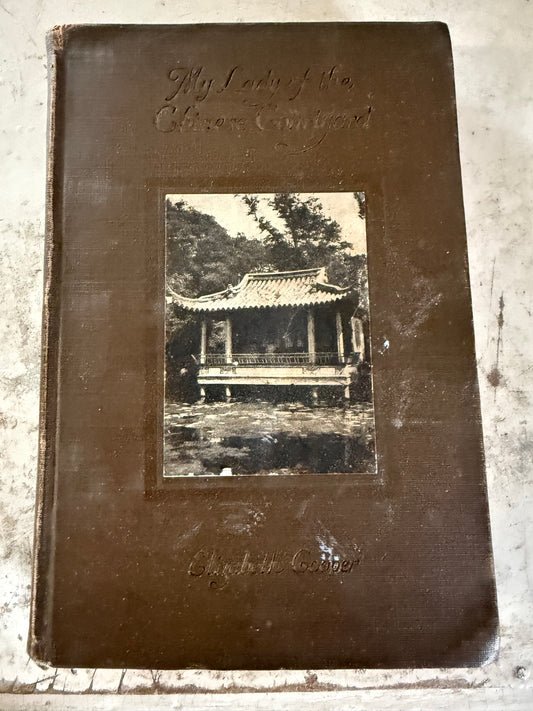 My Lady of the
Chinese Courtyard
Elizabeth Cooper